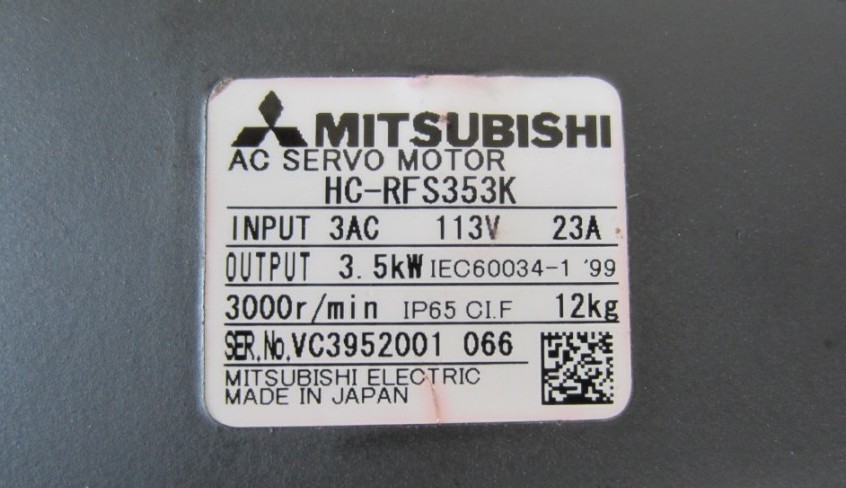 MITSUBISHI
AC SERVO MOTOR
HC-RFS353K
INPUT 3AC 113V 23A
OUTPUT 3.5kW IEC60034-1 '99
3000r/min IP65 CI.F 12kg
SER.No.VC3952001 066
MITSUBISHI ELECTRIC
MADE IN JAPAN